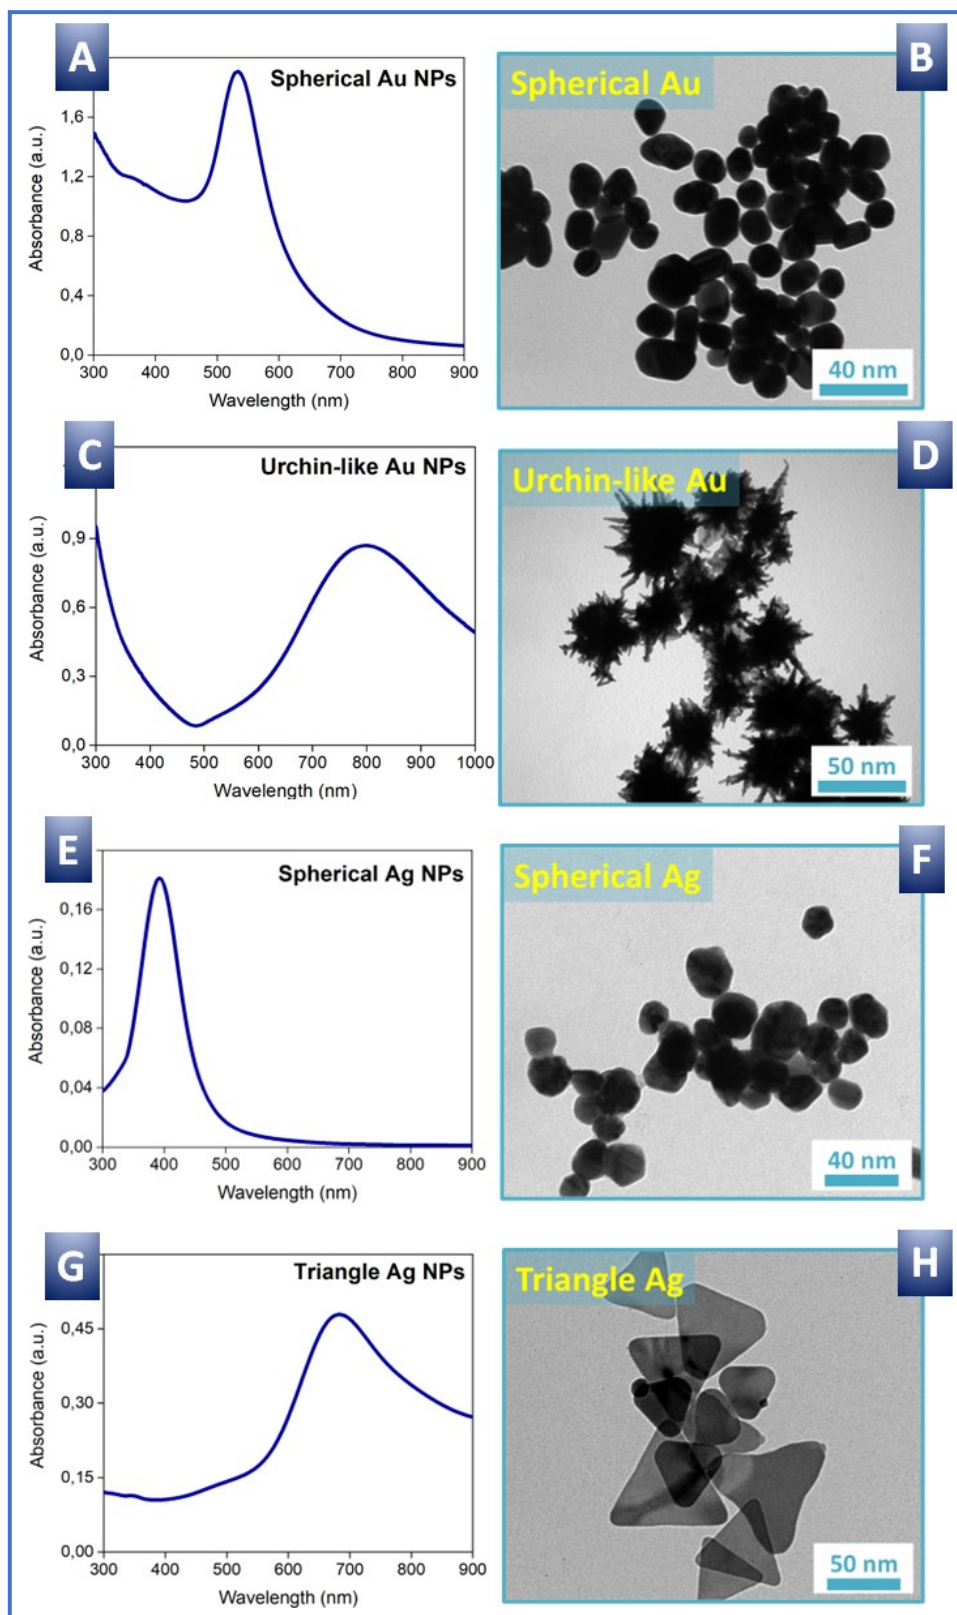 A
Spherical Au NPs
Absorbance (a.u.)
1,6
1,2
0,8
0,4
0,0
300 400 500 600 700 800 900
Wavelength (nm)
B
Spherical Au
40 nm
C
Urchin-like Au NPs
Absorbance (a.u.)
0,9
0,6
0,3
0,0
300 400 500 600 700 800 900 1000
Wavelength (nm)
D
Urchin-like Au
50 nm
E
Spherical Ag NPs
Absorbance (a.u.)
0,16
0,12
0,08
0,04
0,00
300 400 500 600 700 800 900
Wavelength (nm)
F
Spherical Ag
40 nm
G
Triangle Ag NPs
Absorbance (a.u.)
0,45
0,30
0,15
0,00
300 400 500 600 700 800 900
Wavelength (nm)
H
Triangle Ag
50 nm